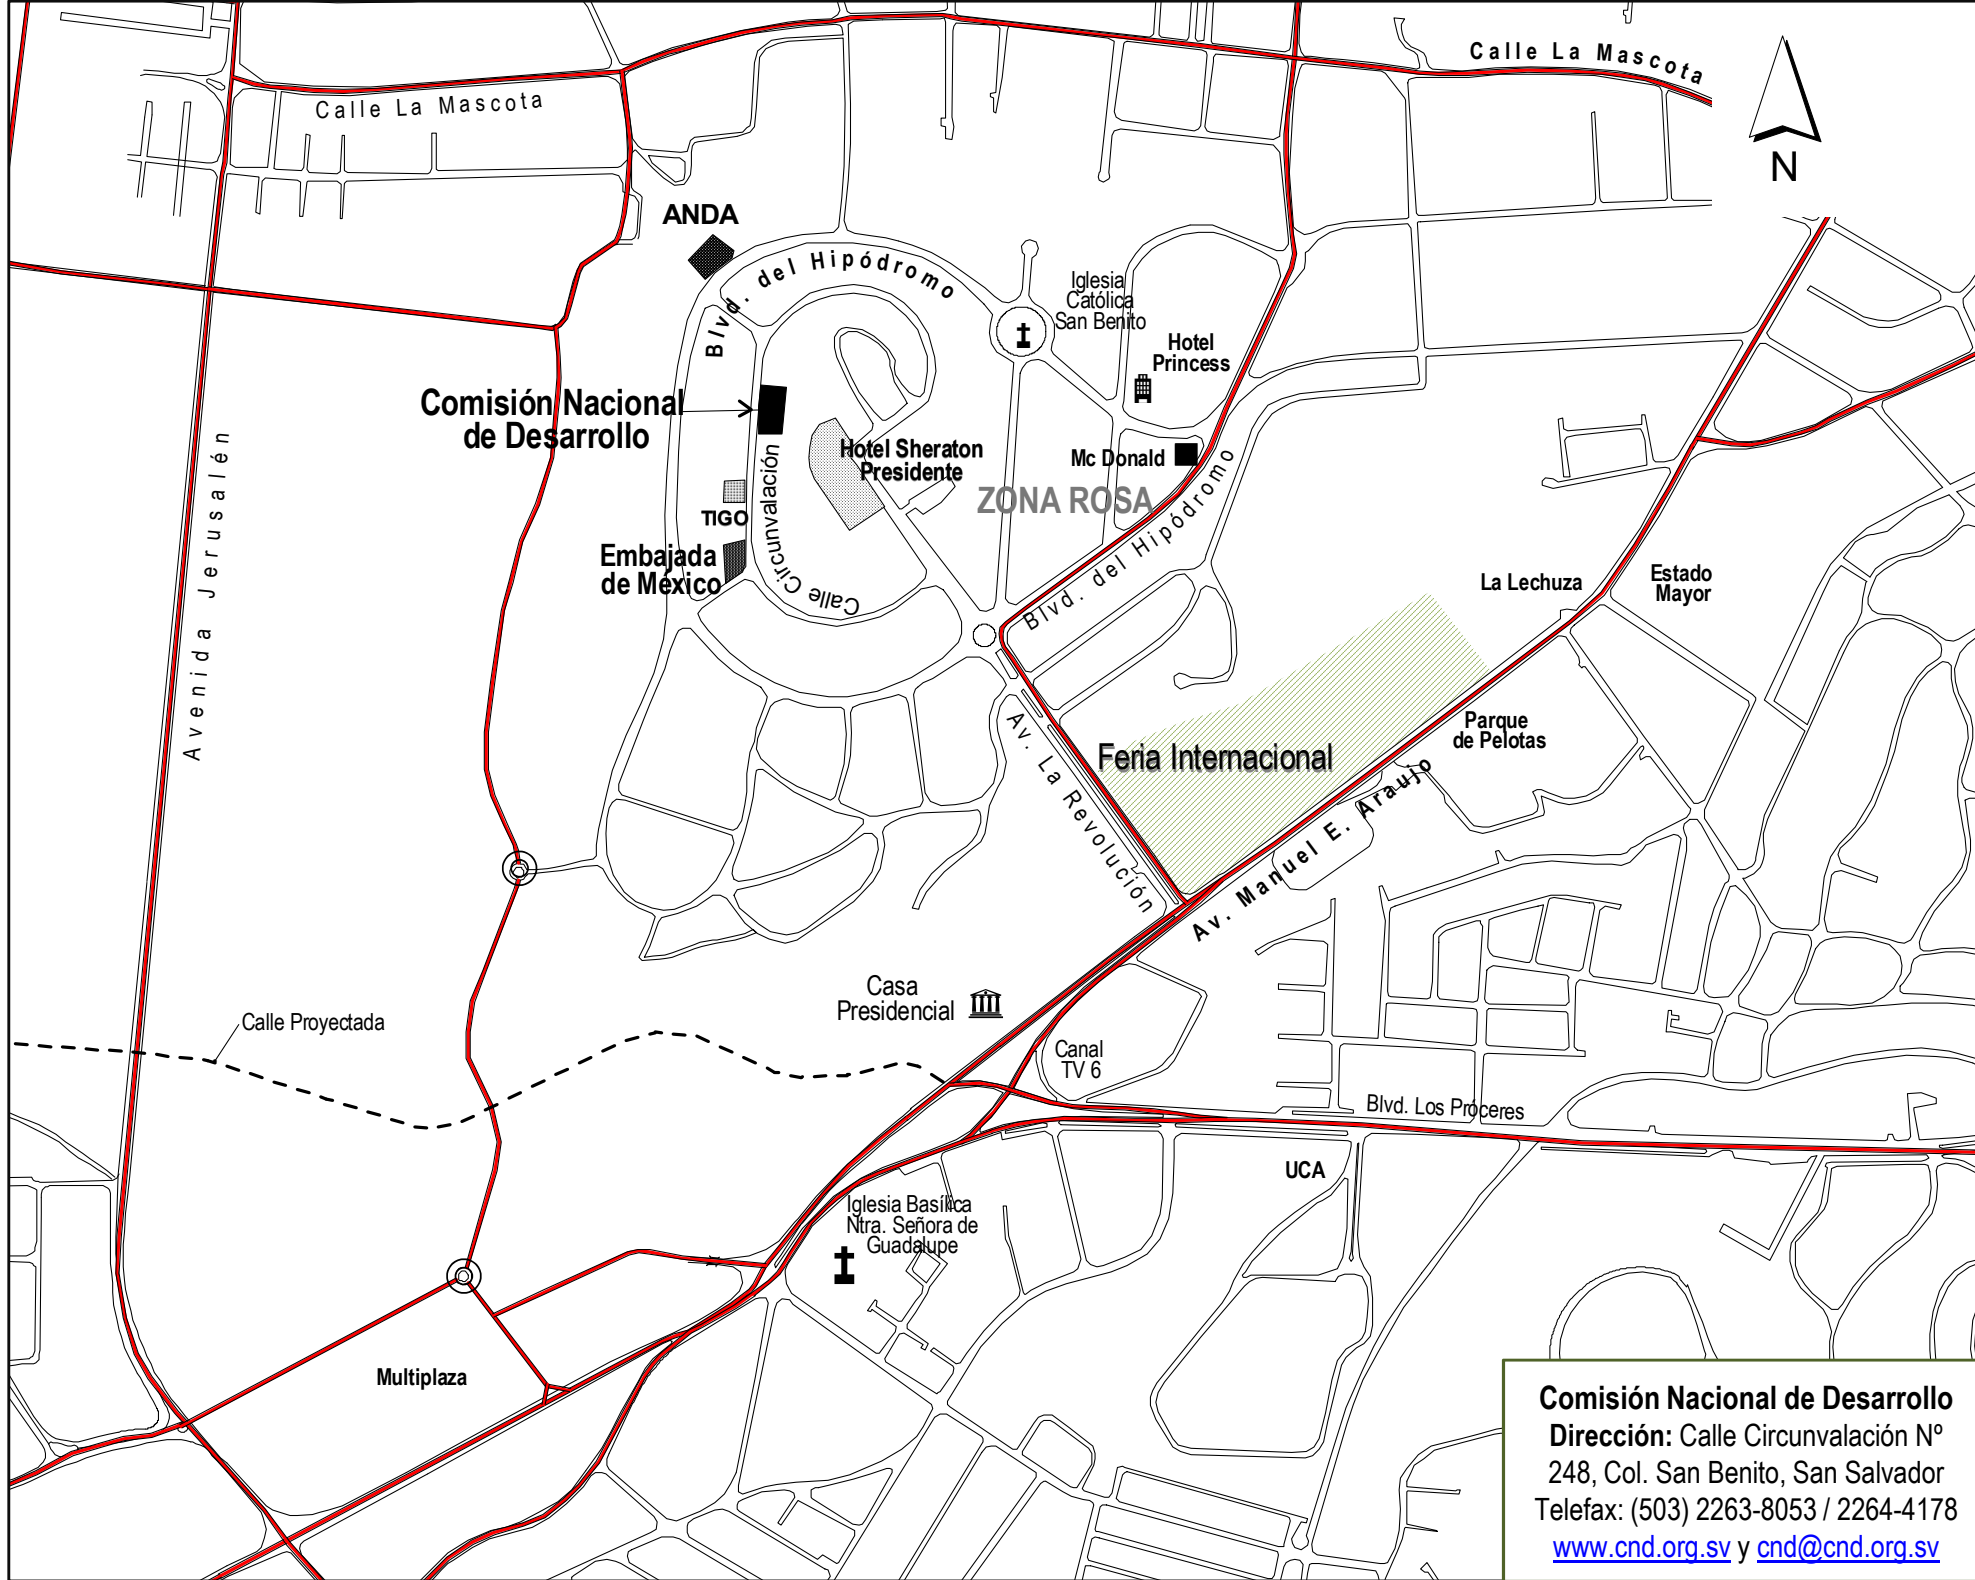 Calle La Mascota
Calle La Mascota
N
ANDA
Blvd. del Hipódromo
Iglesia
Católica
San Benito
Hotel
Princess
Comisión Nacional
de Desarrollo
Hotel Sheraton
Presidente
Mc Donald
ZONA ROSA
TIGO
Calle Circunvalación
Calle
Embajada
de México
Blvd. del Hipódromo
Avenida Jerusalén
La Lechuza
Estado
Mayor
Parque
de Pelotas
Feria Internacional
Av. La Revolución
Av. Manuel E. Araujo
Casa
Presidencial
Calle Proyectada
Canal
TV 6
Blvd. Los Próceres
UCA
Iglesia Basílica
Ntra. Señora de
Guadalupe
Multiplaza
Comisión Nacional de Desarrollo
Dirección: Calle Circunvalación Nº
248, Col. San Benito, San Salvador
Telefax: (503) 2263-8053 / 2264-4178
www.cnd.org.sv y cnd@cnd.org.sv